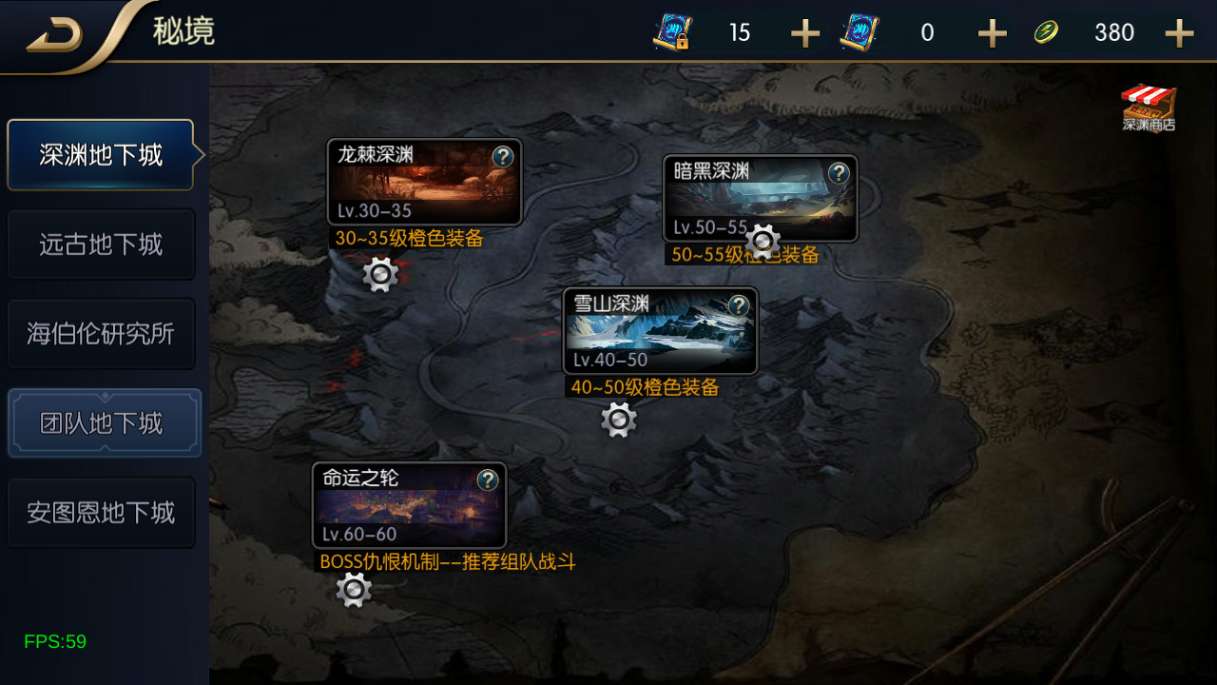 秘境
15
0
380
深渊地下城
远古地下城
海伯伦研究所
团队地下城
安图恩地下城
FPS:59
深渊商店
龙棘深渊
Lv.30-35
30~35级橙色装备
暗黑深渊
Lv.50-55
50~55级橙色装备
雪山深渊
Lv.40-50
40~50级橙色装备
命运之轮
Lv.60-60
BOSS仇恨机制--推荐组队战斗